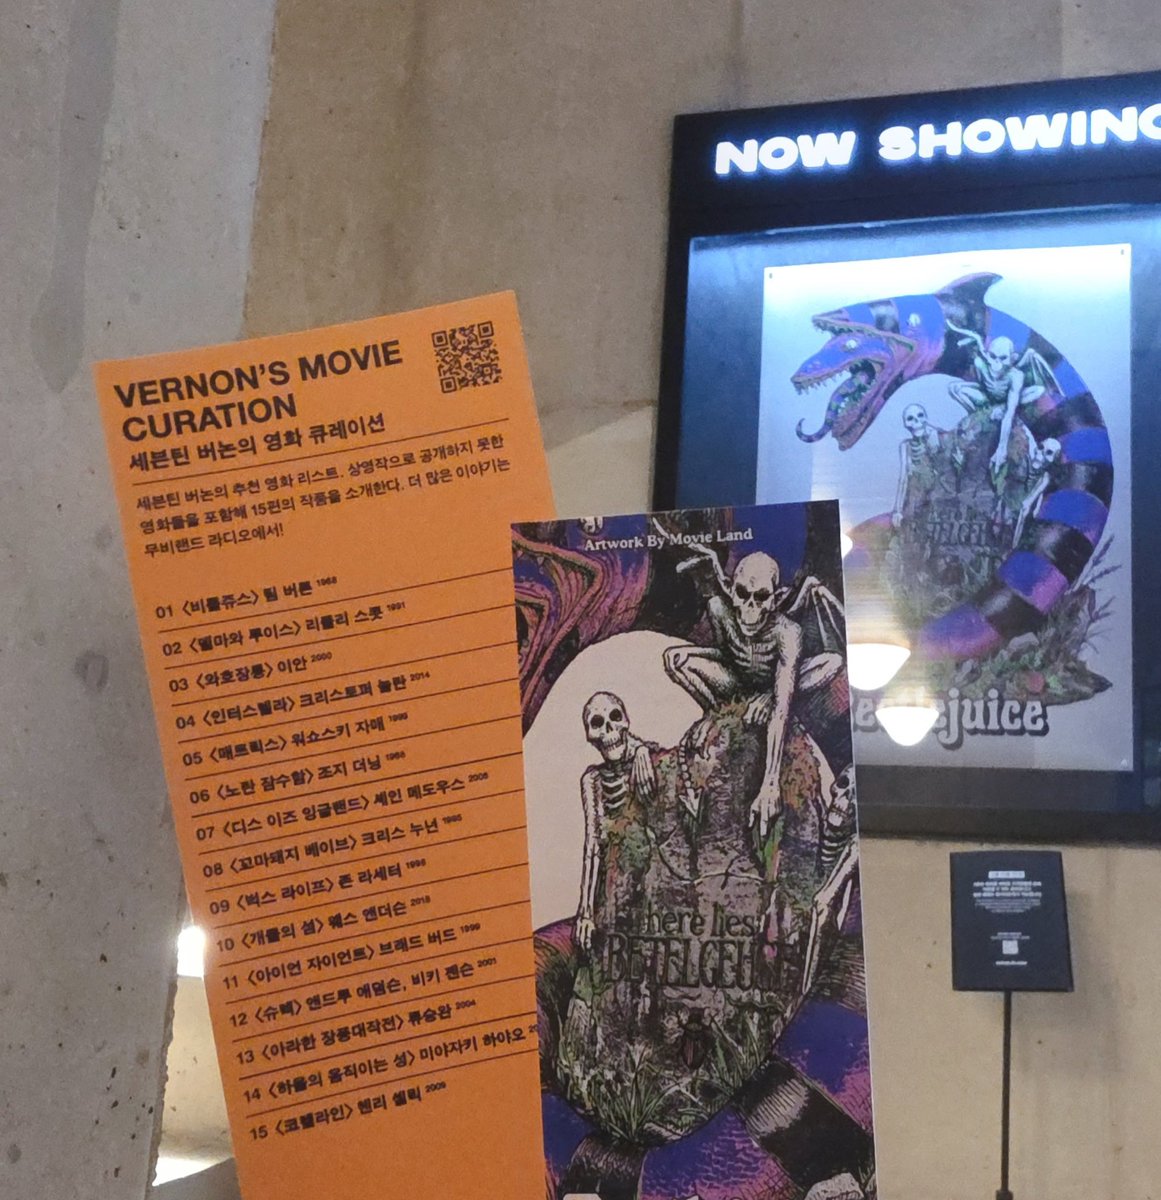 VERNON'S MOVIE
CURATION
세븐틴 버논의 영화 큐레이션
세븐틴 버논의 추천 영화 리스트. 상영작으로 공개하지 못한
영화들을 포함해 15편의 작품을 소개한다. 더 많은 이야기는
무비랜드 라디오에서!
01 〈비틀쥬스〉 팀 버튼 1988
02 〈델마와 루이스〉 리들리 스콧 1991
03 〈와호장룡〉 이안 2000
04 〈인터스텔라〉 크리스토퍼 놀란 2014
05 〈매트릭스〉 워쇼스키 자매 1999
06 〈노란 잠수함〉 조지 더닝 1968
07 〈디스 이즈 잉글랜드〉 셰인 메도우스 2006
08 〈꼬마돼지 베이브〉 크리스 누넌 1995
09 〈벅스 라이프〉 존 라세터 1998
10 〈개들의 섬〉 웨스 앤더슨 2018
11 〈아이언 자이언트〉 브래드 버드 1999
12 〈슈렉〉 앤드루 애덤슨, 비키 젠슨 2001
13 〈아라한 장풍대작전〉 류승완 2004
14 〈하울의 움직이는 성〉 미야자키 하야오
15 〈코렐라인〉 헨리 셀릭 2009
Artwork By Movie Land
here lies
BETELGEUSE
NOW SHOWING
BETELGEUSE
Beetlejuice